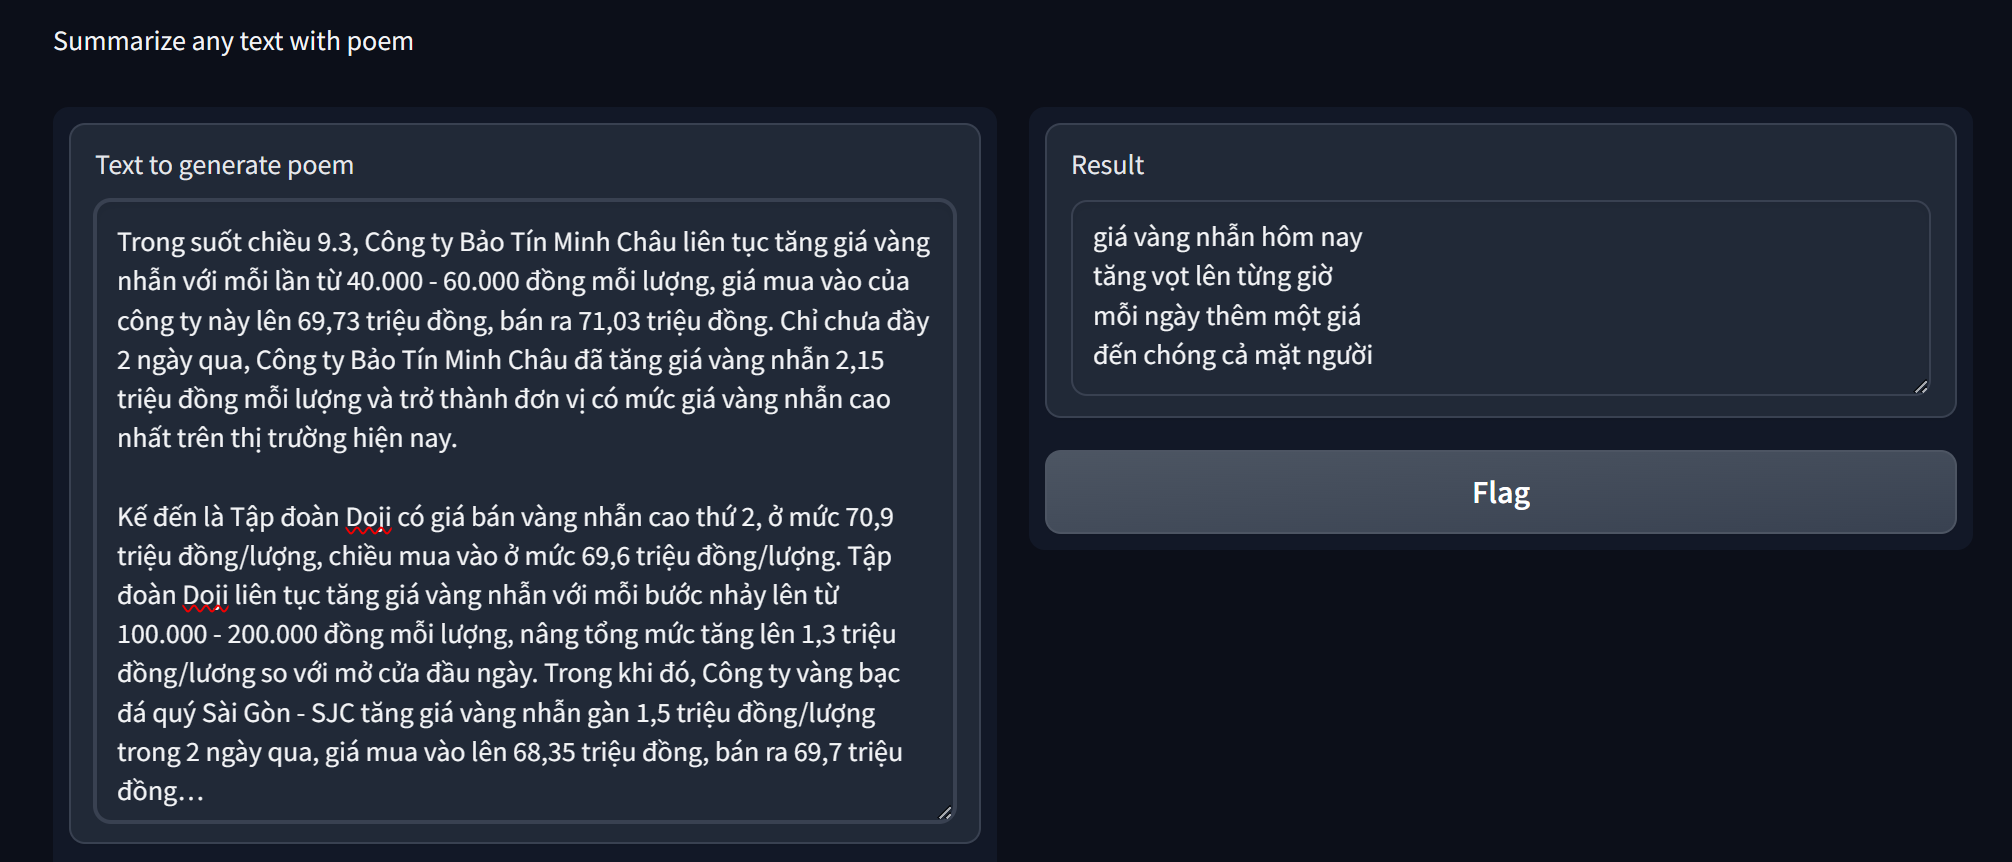 Summarize any text with poem
Text to generate poem
Trong suốt chiều 9.3, Công ty Bảo Tín Minh Châu liên tục tăng giá vàng
nhẫn với mỗi lần từ 40.000 - 60.000 đồng mỗi lượng, giá mua vào của
công ty này lên 69,73 triệu đồng, bán ra 71,03 triệu đồng. Chỉ chưa đầy
2 ngày qua, Công ty Bảo Tín Minh Châu đã tăng giá vàng nhẫn 2,15
triệu đồng mỗi lượng và trở thành đơn vị có mức giá vàng nhẫn cao
nhất trên thị trường hiện nay.
Kế đến là Tập đoàn Doji có giá bán vàng nhẫn cao thứ 2, ở mức 70,9
triệu đồng/lượng, chiều mua vào ở mức 69,6 triệu đồng/lượng. Tập
đoàn Doji liên tục tăng giá vàng nhẫn với mỗi bước nhảy lên từ
100.000 - 200.000 đồng mỗi lượng, nâng tổng mức tăng lên 1,3 triệu
đồng/lương so với mở cửa đầu ngày. Trong khi đó, Công ty vàng bạc
đá quý Sài Gòn - SJC tăng giá vàng nhẫn gàn 1,5 triệu đồng/lượng
trong 2 ngày qua, giá mua vào lên 68,35 triệu đồng, bán ra 69,7 triệu
đồng…
Result
giá vàng nhẫn hôm nay
tăng vọt lên từng giờ
mỗi ngày thêm một giá
đến chóng cả mặt người
Flag